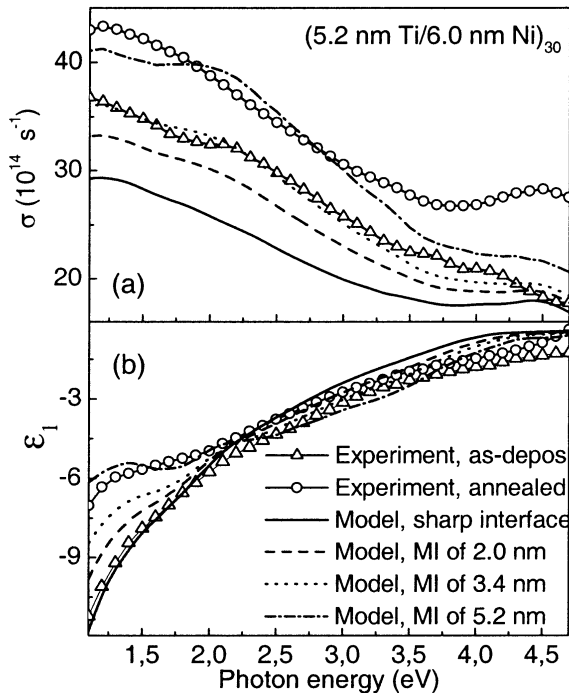 (5.2 nm Ti/6.0 nm Ni)30
40
30
20
σ (10^14 s^-1)
(a)
(b)
-3
-6
-9
ε1
Experiment, as-depos
Experiment, annealed
Model, sharp interface
Model, MI of 2.0 nm
Model, MI of 3.4 nm
Model, MI of 5.2 nm
1,5 2,0 2,5 3,0 3,5 4,0 4,5
Photon energy (eV)